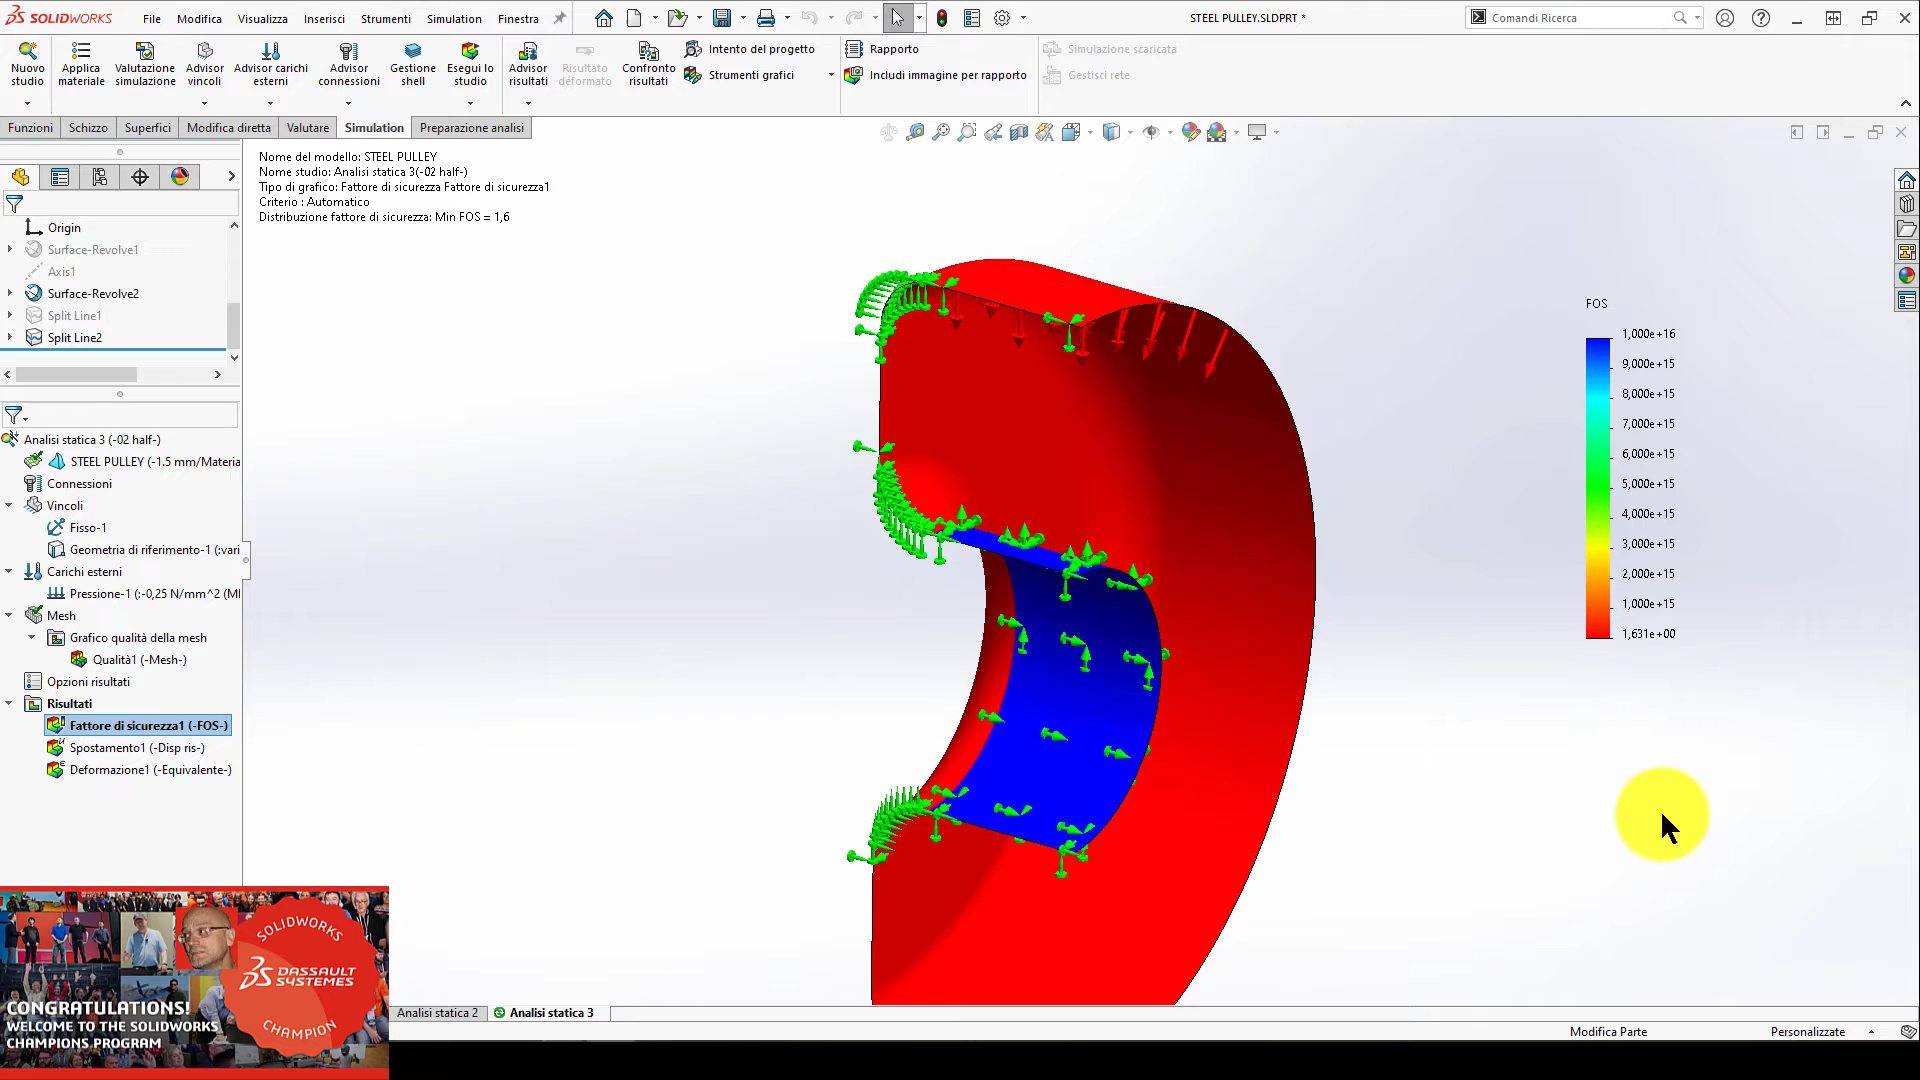 SOLIDWORKS
File
Modifica
Visualizza
Inserisci
Strumenti
Simulation
Finestra
STEEL PULLEY.SLDPRT *
Comandi Ricerca
Nuovo studio
Applica materiale
Valutazione simulazione
Advisor vincoli
Advisor carichi esterni
Advisor connessioni
Gestione shell
Esegui lo studio
Advisor risultati
Risultato deformato
Confronto risultati
Intento del progetto
Strumenti grafici
Rapporto
Includi immagine per rapporto
Simulazione scaricata
Gestisci rete
Funzioni
Schizzo
Superfici
Modifica diretta
Valutare
Simulation
Preparazione analisi
Nome del modello: STEEL PULLEY
Nome studio: Analisi statica 3(-02 half-)
Tipo di grafico: Fattore di sicurezza Fattore di sicurezza1
Criterio : Automatico
Distribuzione fattore di sicurezza: Min FOS = 1,6
Origin
Surface-Revolve1
Axis1
Surface-Revolve2
Split Line1
Split Line2
Analisi statica 3 (-02 half-)
STEEL PULLEY (-1.5 mm/Materia
Connessioni
Vincoli
Fisso-1
Geometria di riferimento-1 (:vari
Carichi esterni
Pressione-1 (:-0,25 N/mm^2 (MI
Mesh
Grafico qualità della mesh
Qualità1 (-Mesh-)
Opzioni risultati
Risultati
Fattore di sicurezza1 (-FOS-)
Spostamento1 (-Disp ris-)
Deformazione1 (-Equivalente-)
FOS
1,000e+16
9,000e+15
8,000e+15
7,000e+15
6,000e+15
5,000e+15
4,000e+15
3,000e+15
2,000e+15
1,000e+15
1,631e+00
SOLIDWORKS
DASSAULT
SYSTEMES
CHAMPION
CONGRATULATIONS!
WELCOME TO THE SOLIDWORKS
CHAMPIONS PROGRAM
Analisi statica 2
Analisi statica 3
Modifica Parte
Personalizzate